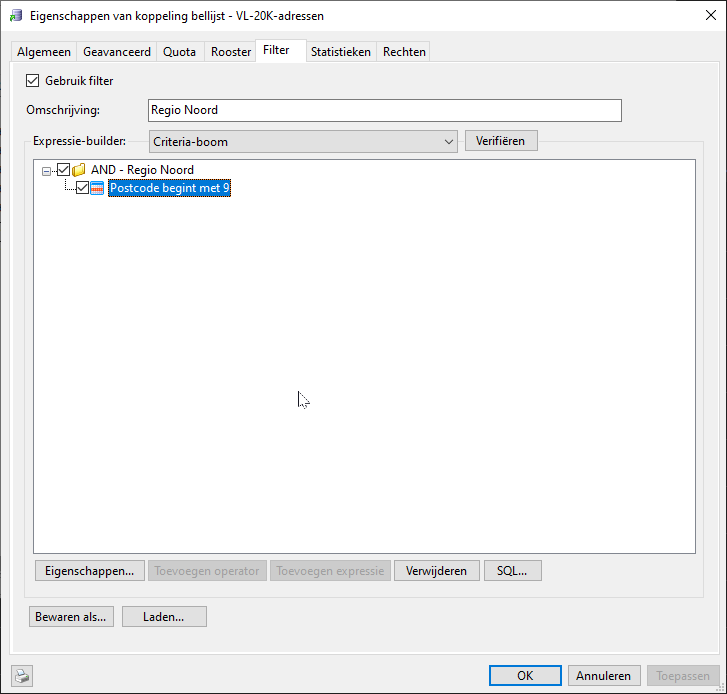 Eigenschappen van koppeling bellijst - VL-20K-adressen
Algemeen Geavanceerd Quota Rooster Filter Statistieken Rechten
Gebruik filter
Omschrijving: Regio Noord
Expressie-builder: Criteria-boom Verifiëren
AND - Regio Noord
Postcode begint met 9
Eigenschappen... Toevoegen operator Toevoegen expressie Verwijderen SQL...
Bewaren als... Laden...
OK Annuleren Toepassen